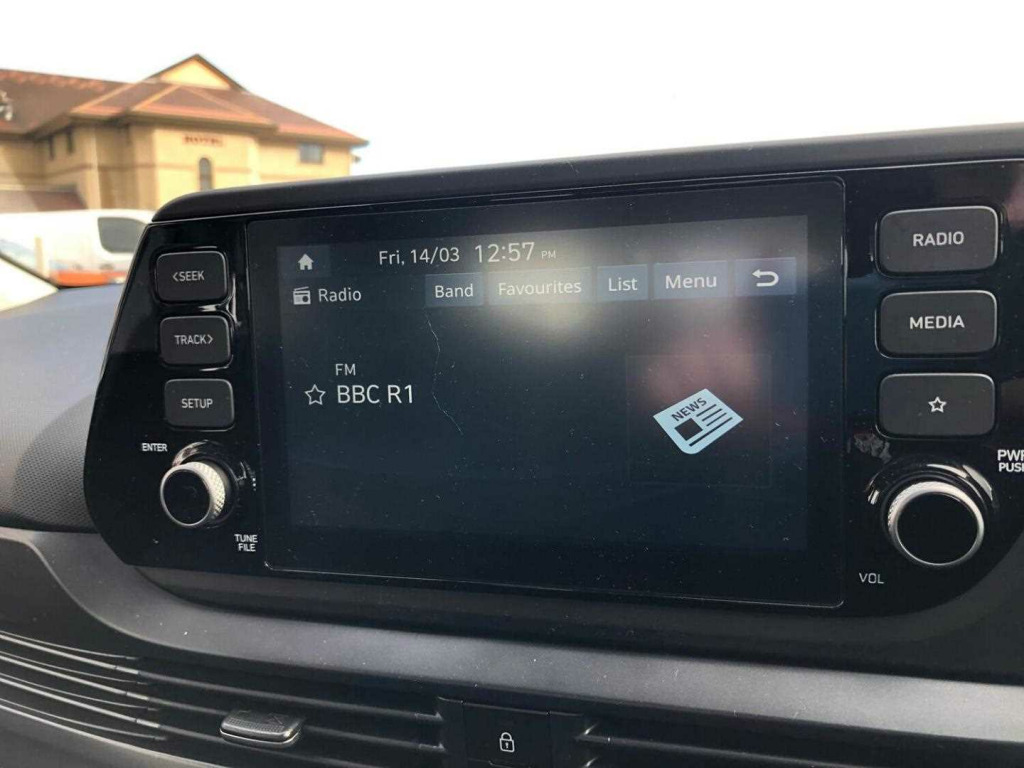 HOTEL
<SEEK
TRACK>
SETUP
ENTER
TUNE
FILE
Fri, 14/03 12:57 PM
Radio
Band
Favourites
List
Menu
FM
BBC R1
NEWS
RADIO
MEDIA
PWR
PUSH
VOL